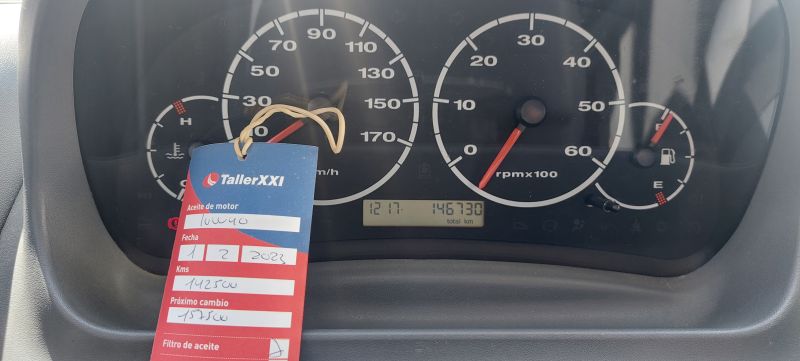 30
50
70
90
110
130
150
170
km/h
0
10
20
30
40
50
60
rpmx100
H
F
E
12:17
146730
total km
TallerXXI
Aceite de motor
10W40
Fecha
1 2 2023
Kms
142500
Próximo cambio
157500
Filtro de aceite